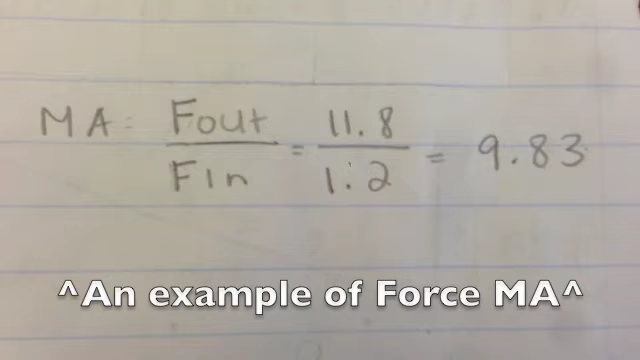 MA = Fout/Fin = 11.8/1.2 = 9.83
^An example of Force MA^